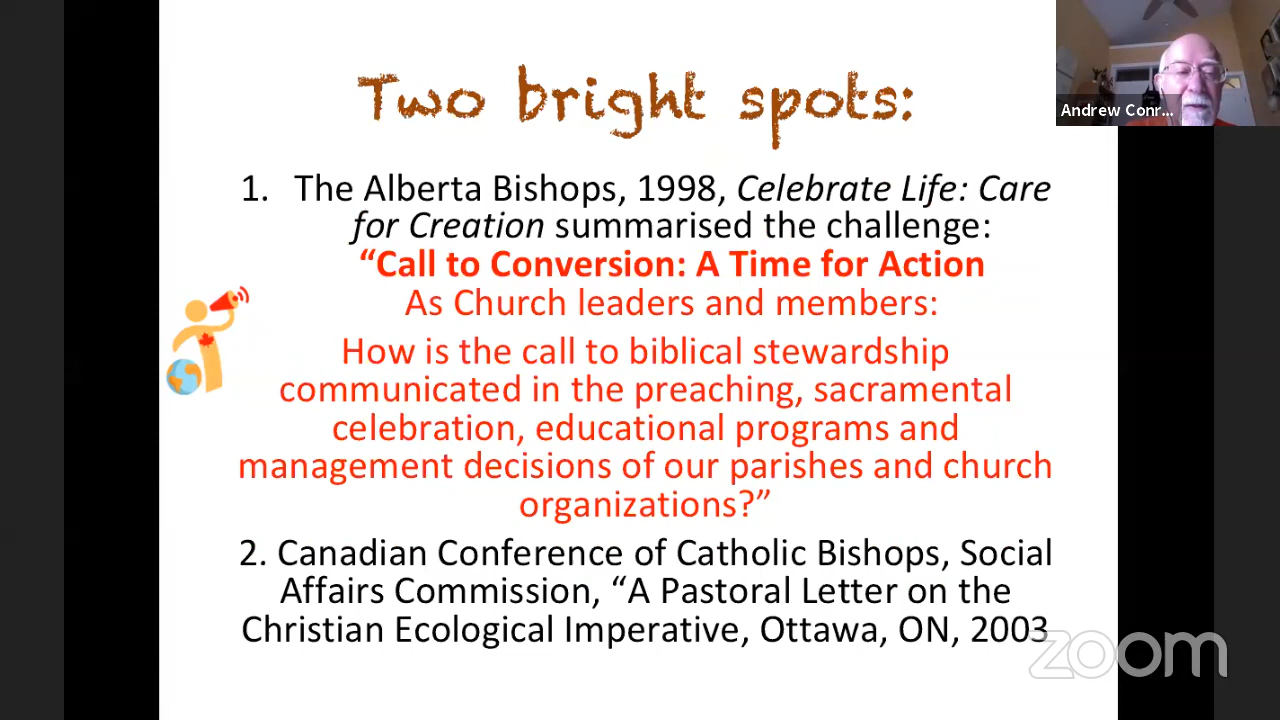 Two bright spots:
Andrew Conr...
1. The Alberta Bishops, 1998, Celebrate Life: Care
for Creation summarised the challenge:
“Call to Conversion: A Time for Action
As Church leaders and members:
How is the call to biblical stewardship
communicated in the preaching, sacramental
celebration, educational programs and
management decisions of our parishes and church
organizations?”
2. Canadian Conference of Catholic Bishops, Social
Affairs Commission, “A Pastoral Letter on the
Christian Ecological Imperative, Ottawa, ON, 2003
zoom